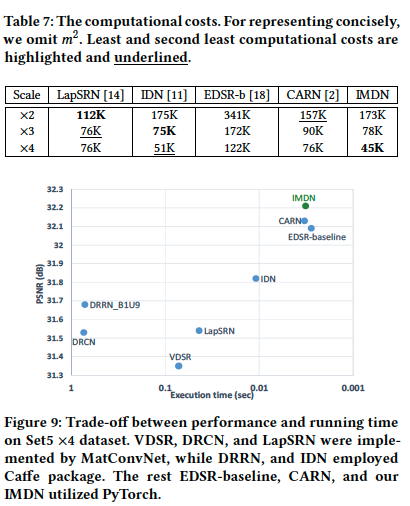 Table 7: The computational costs. For representing concisely,
we omit m². Least and second least computational costs are
highlighted and underlined.
Scale LapSRN [14] IDN [11] EDSR-b [18] CARN [2] IMDN
×2 112K 175K 341K 157K 173K
×3 76K 75K 172K 90K 78K
×4 76K 51K 122K 76K 45K
32.3
32.2
32.1
32
31.9
31.8
31.7
31.6
31.5
31.4
31.3
PSNR (dB)
IMDN
CARN
EDSR-baseline
IDN
DRRN_B1U9
LapSRN
DRCN
VDSR
1 0.1 0.01 0.001
Execution time (sec)
Figure 9: Trade-off between performance and running time
on Set5 ×4 dataset. VDSR, DRCN, and LapSRN were imple-
mented by MatConvNet, while DRRN, and IDN employed
Caffe package. The rest EDSR-baseline, CARN, and our
IMDN utilized PyTorch.